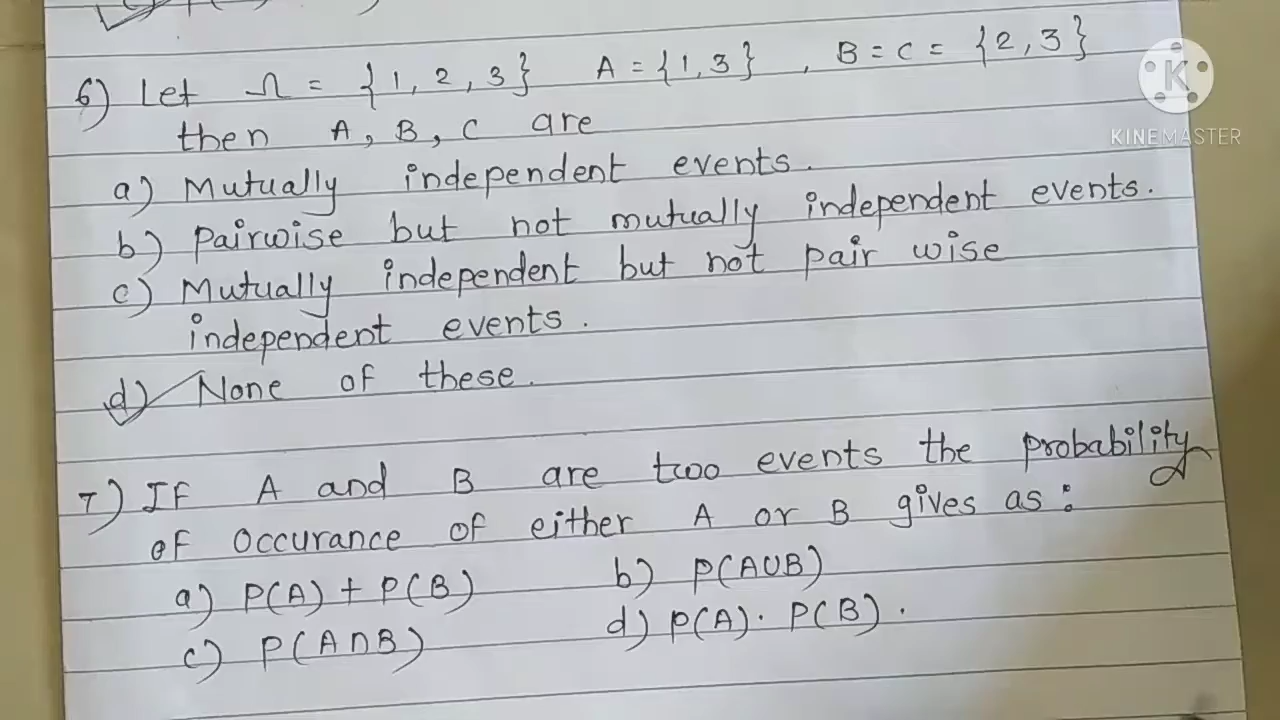 6) Let Ω = {1, 2, 3} A = {1, 3} , B = C = {2, 3}
KINEMASTER
then A, B, C are
a) Mutually independent events.
b) Pairwise but not mutually independent events.
c) Mutually independent but not pair wise
independent events.
d) None of these.
7) If A and B are two events the probability
of occurance of either A or B gives as :
a) P(A) + P(B) b) P(A∪B)
c) P(A∩B) d) P(A) . P(B) .